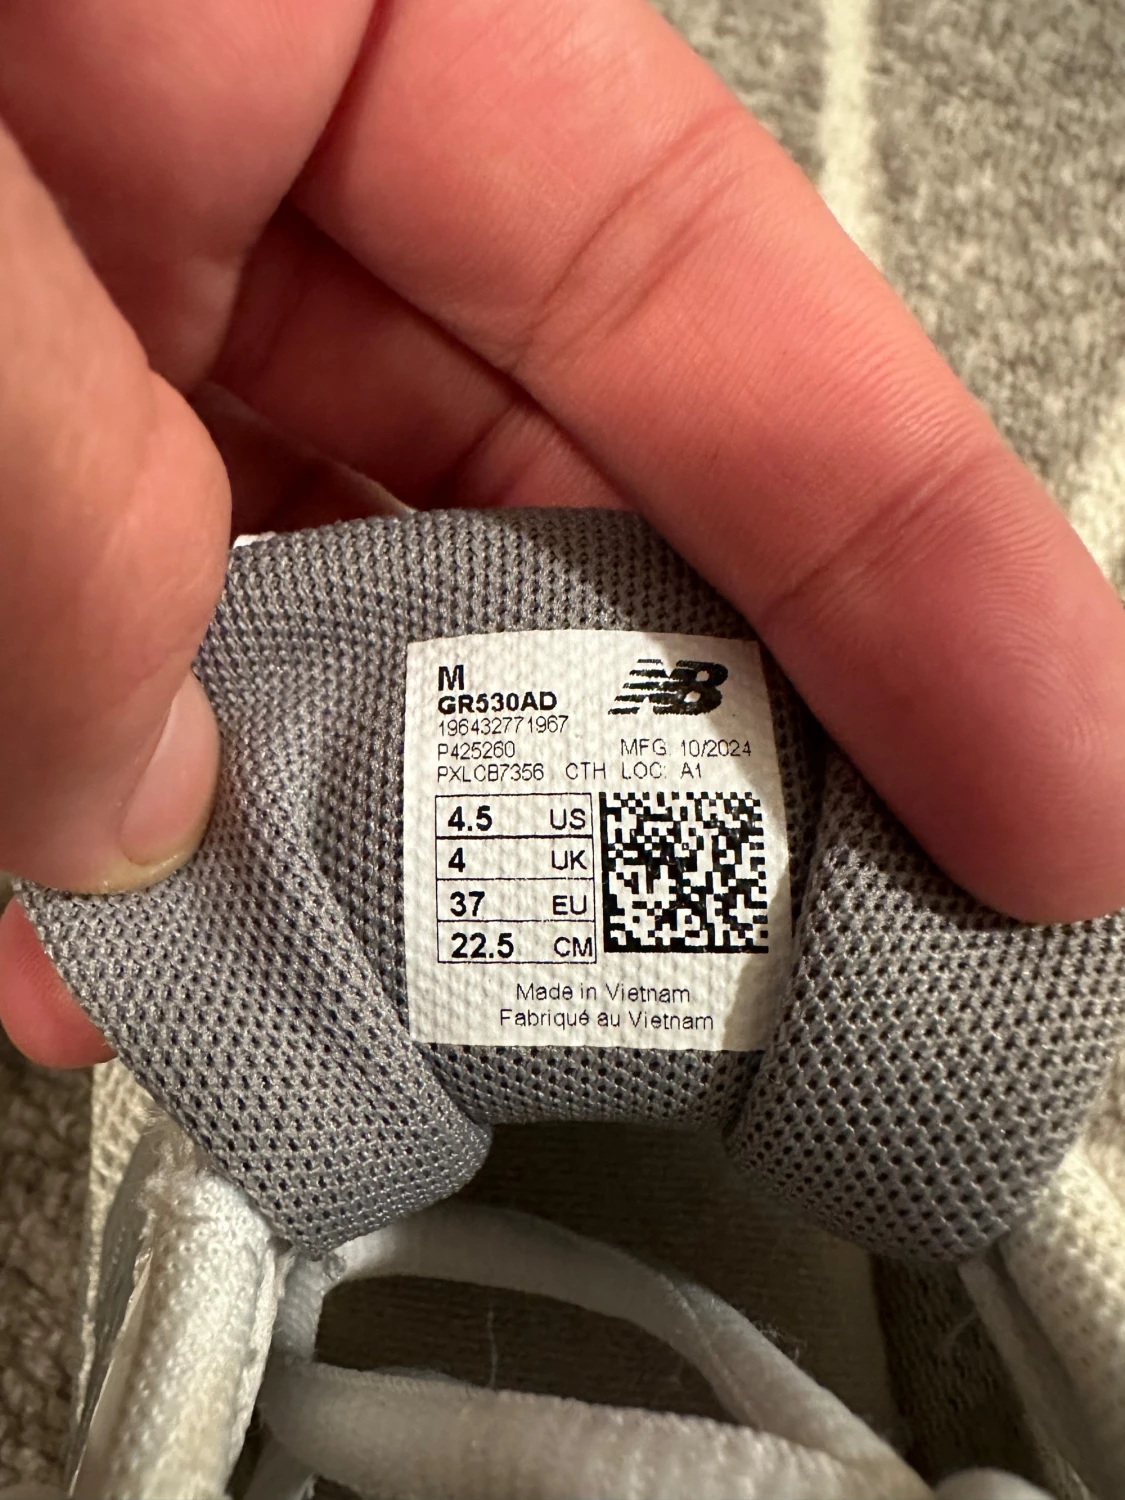 M
NB
GR530AD
196432771967
P425260 MFG 10/2024
PXLCB7356 CTH LOC: A1
4.5 US
4 UK
37 EU
22.5 CM
Made in Vietnam
Fabriqué au Vietnam